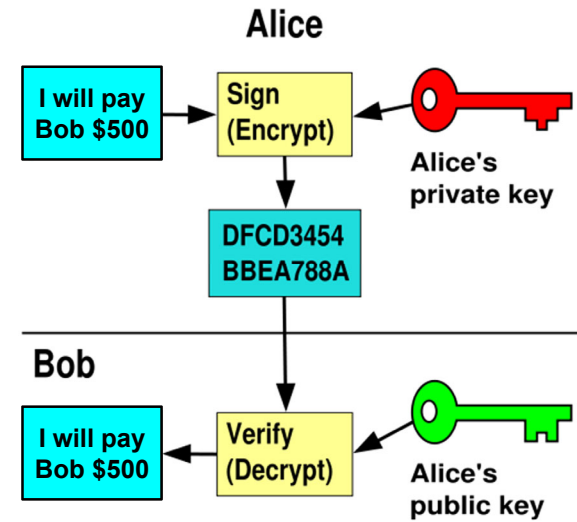 Alice
I will pay
Bob $500
Sign
(Encrypt)
Alice's
private key
DFCD3454
BBEA788A
Bob
I will pay
Bob $500
Verify
(Decrypt)
Alice's
public key